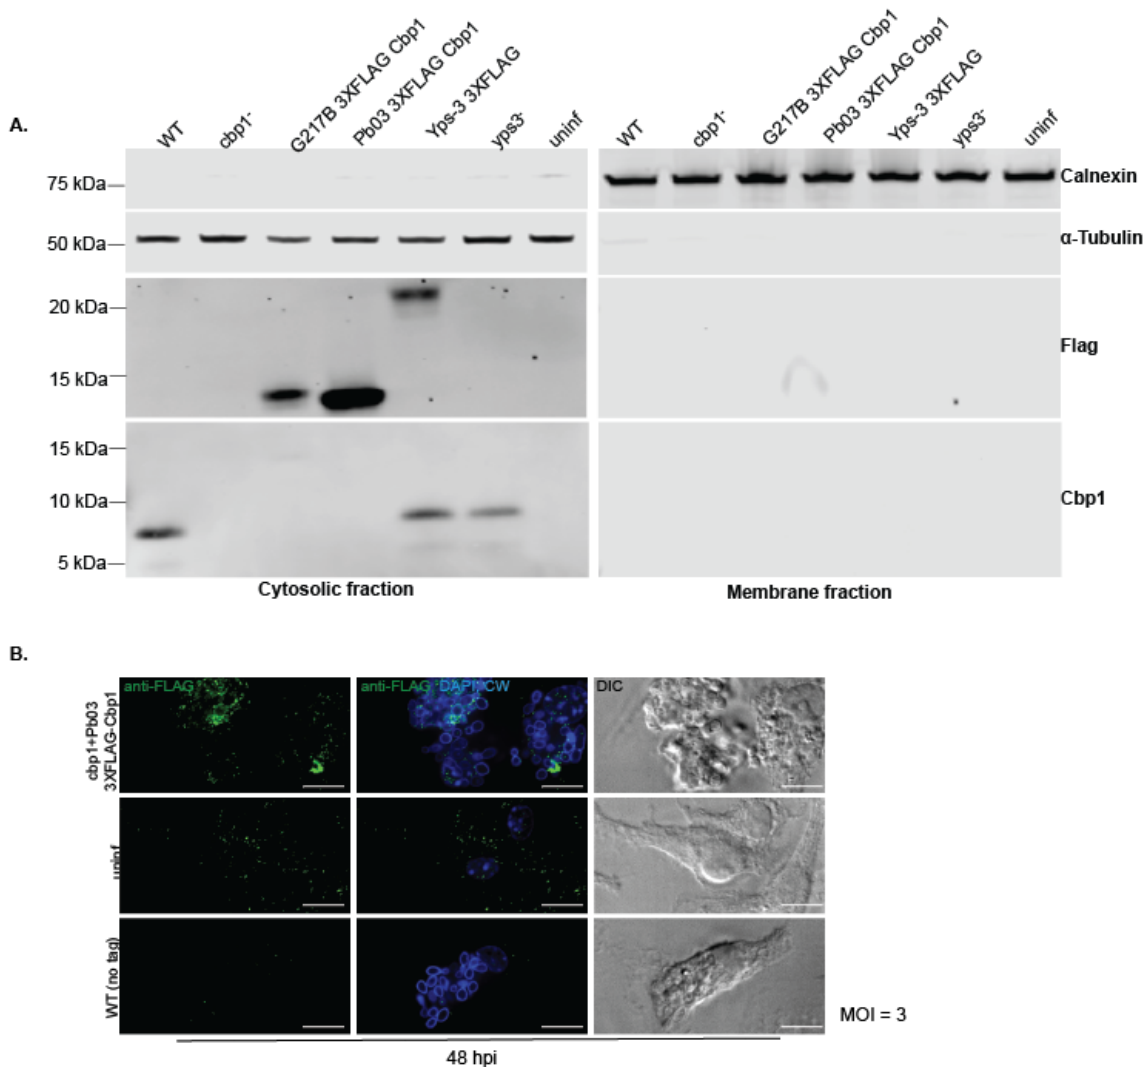 A.
WT
cbp1-
G217B 3XFLAG Cbp1
Pb03 3XFLAG Cbp1
Yps-3 3XFLAG
yps3-
uninf
WT
cbp1-
G217B 3XFLAG Cbp1
Pb03 3XFLAG Cbp1
Yps-3 3XFLAG
yps3-
uninf
75 kDa
Calnexin
50 kDa
α-Tubulin
20 kDa
15 kDa
Flag
15 kDa
10 kDa
5 kDa
Cbp1
Cytosolic fraction
Membrane fraction
B.
cbp1+Pb03
3XFLAG-Cbp1
anti-FLAG
anti-FLAG DAPI CW
DIC
uninf
WT (no tag)
MOI = 3
48 hpi